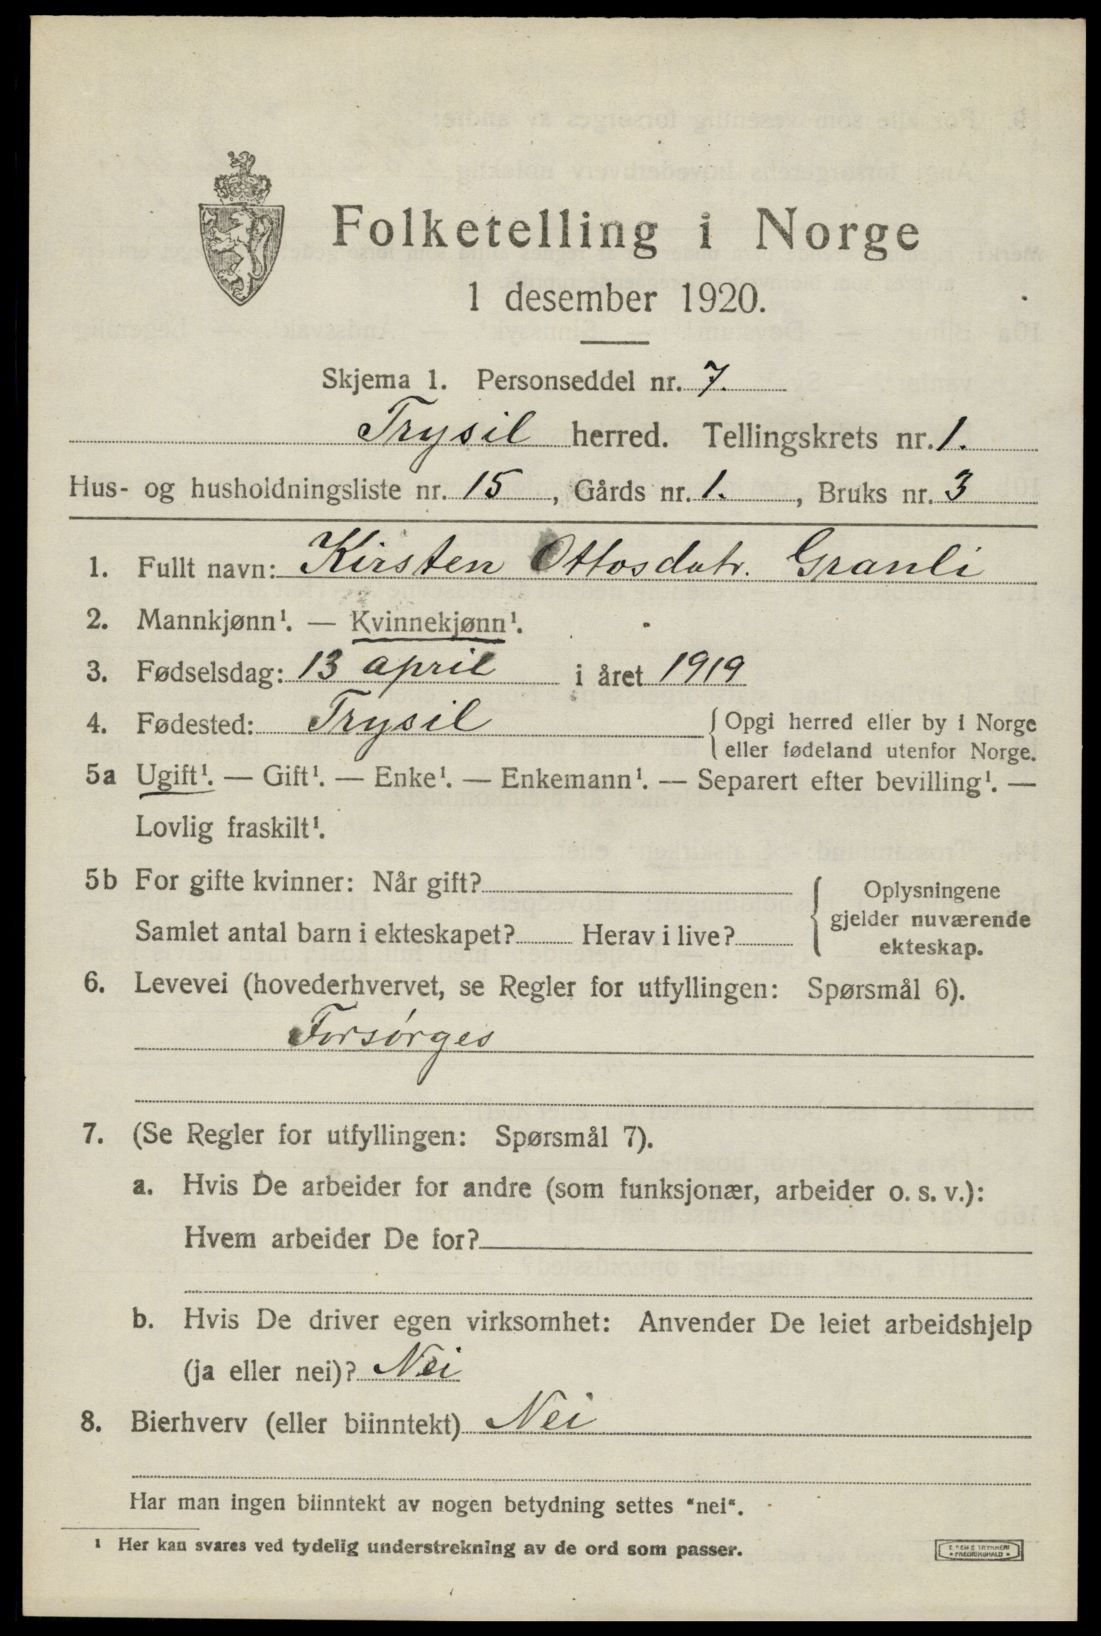 Folketelling i Norge
1 desember 1920.
Skjema 1. Personseddel nr. 7.
Trysil herred. Tellingskrets nr. 1.
Hus- og husholdningsliste nr. 15, Gårds nr. 1., Bruks nr. 3
1. Fullt navn: Kirsten Ottosdatr. Granli
2. Mannkjønn¹. — Kvinnekjønn¹.
3. Fødselsdag: 13 april i året 1919
4. Fødested: Trysil {Opgi herred eller by i Norge
eller fødeland utenfor Norge.
5a Ugift¹. — Gift¹. — Enke¹. — Enkemann¹. — Separert efter bevilling¹. —
Lovlig fraskilt¹.
5b For gifte kvinner: Når gift?
Samlet antal barn i ekteskapet? Herav i live?
{ Oplysningene
gjelder nuværende
ekteskap.
6. Levevei (hovederhvervet, se Regler for utfyllingen: Spørsmål 6).
Forsørges
7. (Se Regler for utfyllingen: Spørsmål 7).
a. Hvis De arbeider for andre (som funksjonær, arbeider o. s. v.):
Hvem arbeider De for?
b. Hvis De driver egen virksomhet: Anvender De leiet arbeidshjelp
(ja eller nei)? Nei
8. Bierhverv (eller biinntekt) Nei
Har man ingen biinntekt av nogen betydning settes "nei".
¹ Her kan svares ved tydelig understrekning av de ord som passer.